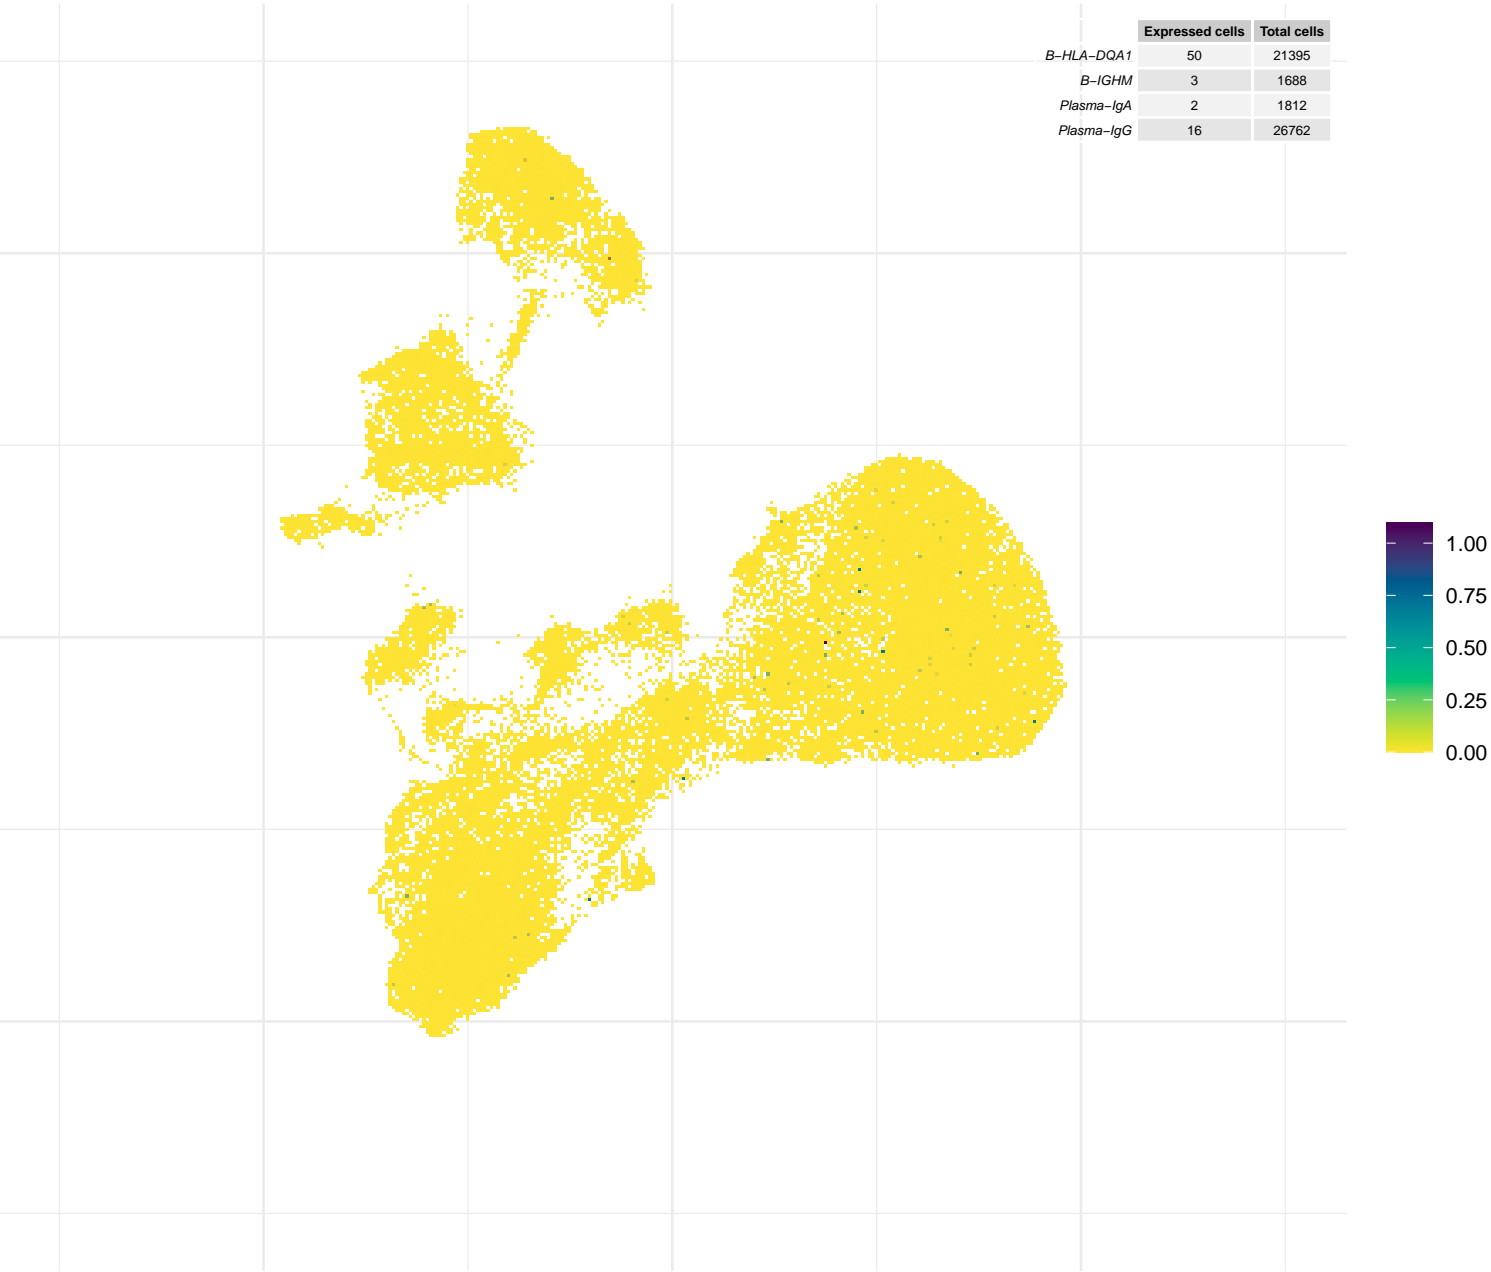 Expressed cells Total cells
B−HLA−DQA1 50 21395
B−IGHM 3 1688
Plasma−IgA 2 1812
Plasma−IgG 16 26762
1.00
0.75
0.50
0.25
0.00